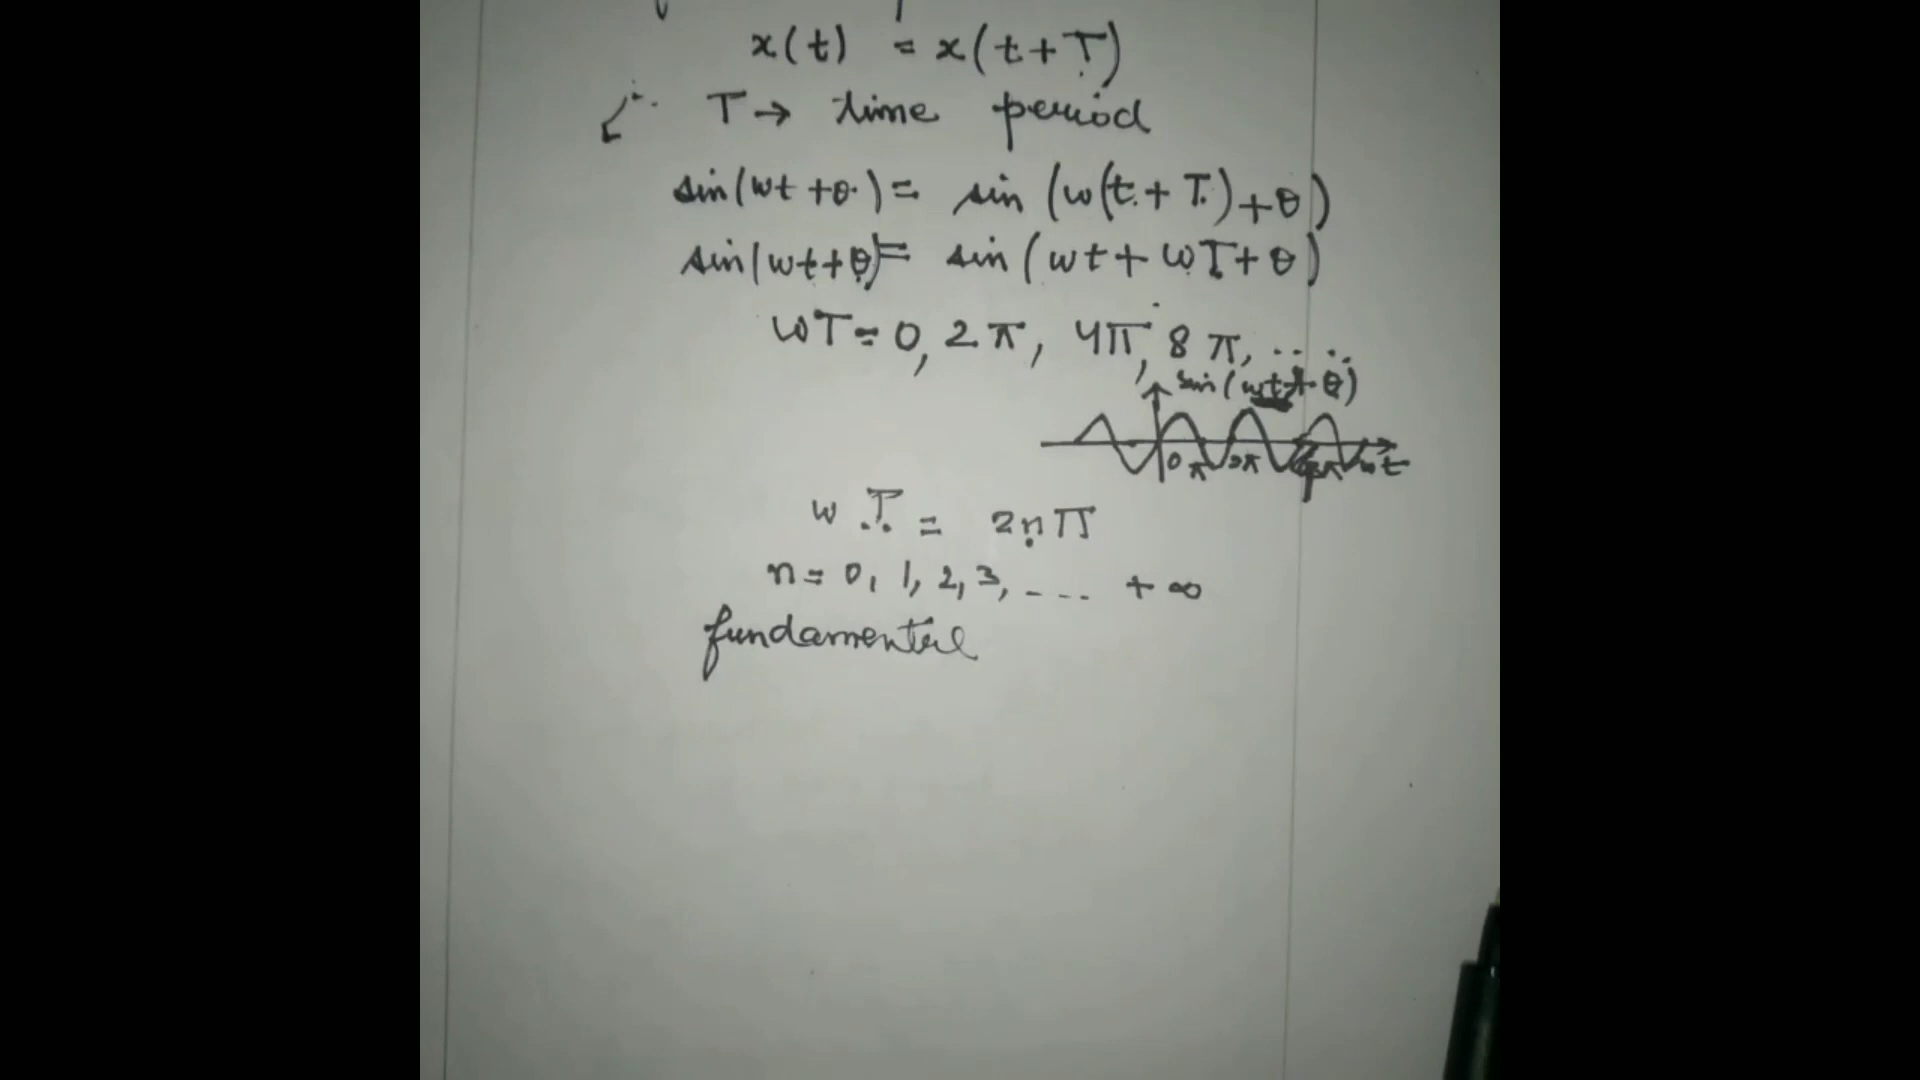 x(t) = x(t+T)
T → time period
sin(wt+θ) = sin(w(t+T)+θ)
sin(wt+θ) = sin(wt+wT+θ)
wT = 0, 2π, 4π, 8π, .....
sin(wt+θ)
0 π 2π wt
wT = 2nπ
n = 0, 1, 2, 3, .... +∞
fundamental